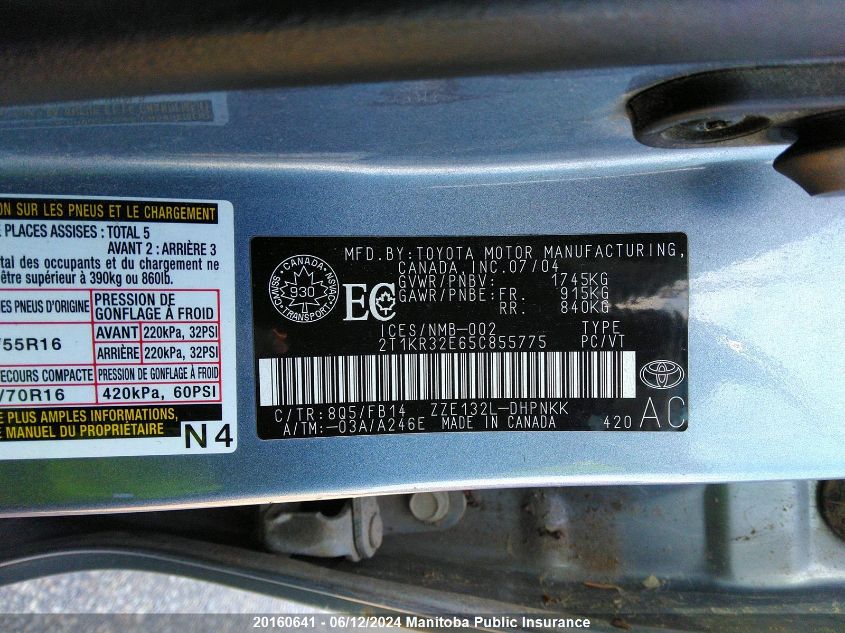 ON SUR LES PNEUS ET LE CHARGEMENT
E PLACES ASSISES : TOTAL 5
AVANT 2 : ARRIÈRE 3
tal des occupants et du chargement ne
être supérieur à 390kg ou 860lb.
ES PNEUS D'ORIGINE
PRESSION DE
GONFLAGE À FROID
/55R16
AVANT 220kPa, 32PSI
ARRIÈRE 220kPa, 32PSI
ECOURS COMPACTE
PRESSION DE
GONFLAGE À FROID
/70R16
420kPa, 60PSI
E PLUS AMPLES INFORMATIONS,
E MANUEL DU PROPRIÉTAIRE
N4
CANADA
930
TRANSPORT
EC
MFD.BY:TOYOTA MOTOR MANUFACTURING,
CANADA,INC.07/04
GVWR/PNBV: 1745KG
GAWR/PNBE:FR: 915KG
RR: 840KG
ICES/NMB-002 TYPE
2T1KR32E65C855775 PC/VT
C/TR:8Q5/FB14 ZZE132L-DHPNKK
A/TM:-03A/A246E MADE IN CANADA 420
AC
20160641 - 06/12/2024 Manitoba Public Insurance